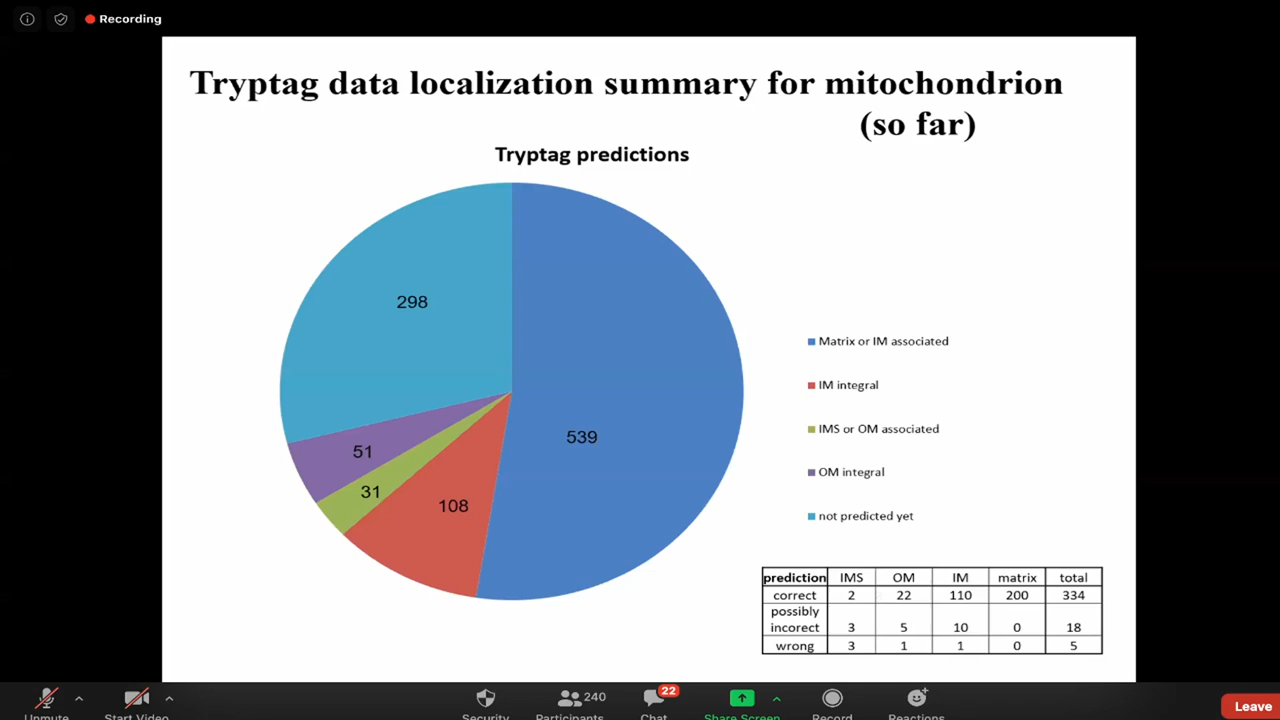 Recording
Tryptag data localization summary for mitochondrion
(so far)
Tryptag predictions
298
539
51
31
108
Matrix or IM associated
IM integral
IMS or OM associated
OM integral
not predicted yet
prediction IMS OM IM matrix total
correct 2 22 110 200 334
possibly
incorect 3 5 10 0 18
wrong 3 1 1 0 5
22
240
Unmute Start Video Security Participants Chat Share Screen Record Reactions Leave